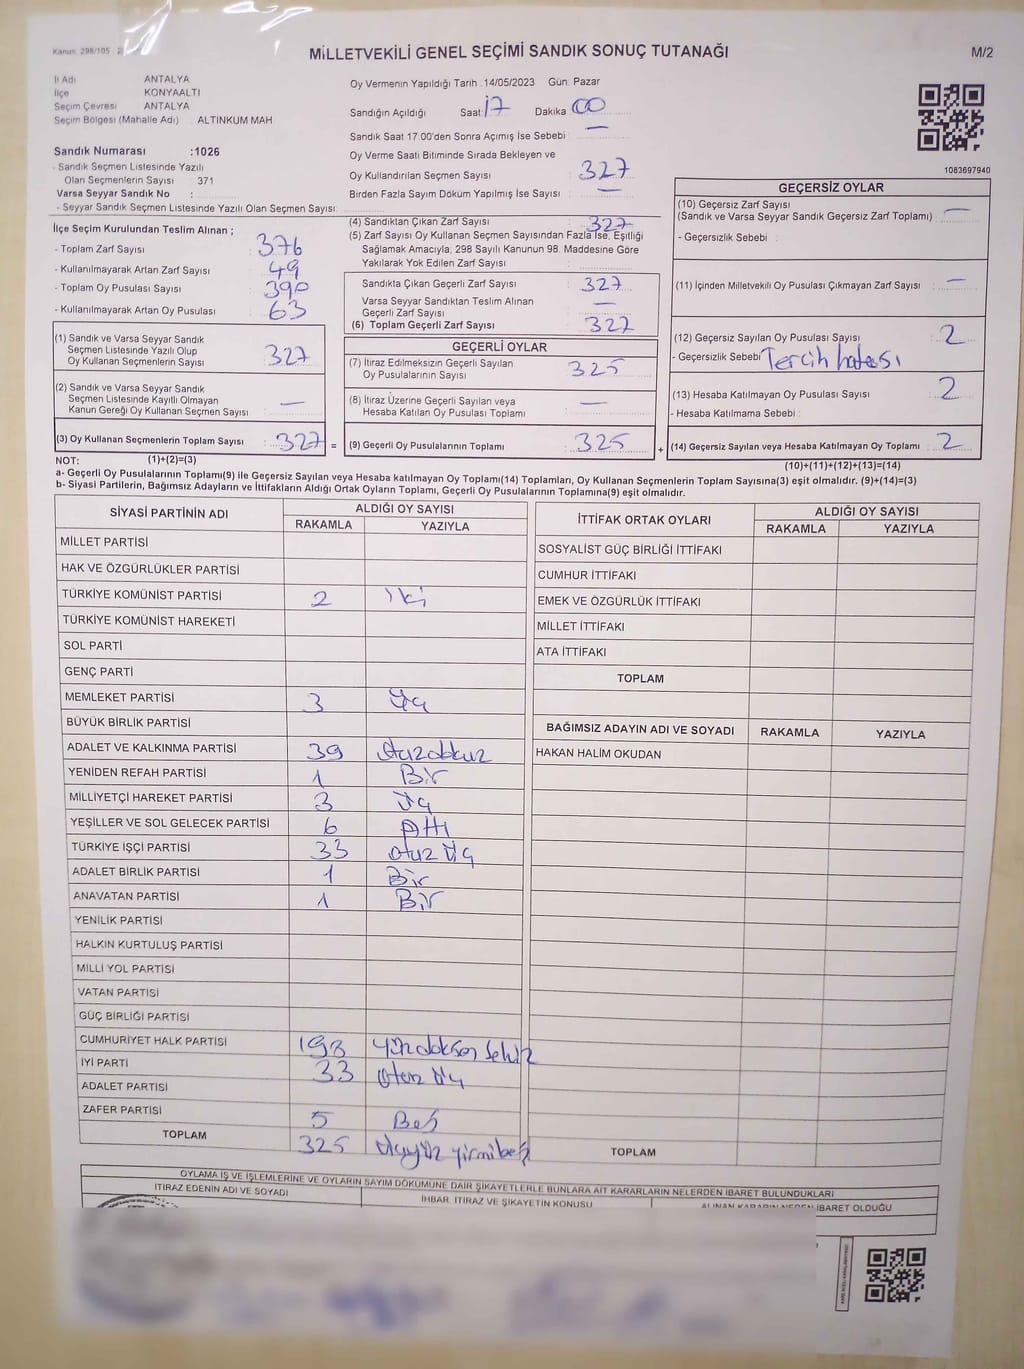 Kanun: 298/105
MİLLETVEKİLİ GENEL SEÇİMİ SANDIK SONUÇ TUTANAĞI
M/2
İl Adı ANTALYA
İlçe KONYAALTI
Seçim Çevresi ANTALYA
Seçim Bölgesi (Mahalle Adı) : ALTINKUM MAH
Sandık Numarası :1026
- Sandık Seçmen Listesinde Yazılı
Olan Seçmenlerin Sayısı : 371
Varsa Seyyar Sandık No :
- Seyyar Sandık Seçmen Listesinde Yazılı Olan Seçmen Sayısı:
Oy Vermenin Yapıldığı Tarih :14/05/2023 Gün: Pazar
Sandığın Açıldığı Saat: 17 Dakika 00
Sandık Saat 17.00'den Sonra Açımış İse Sebebi : —
Oy Verme Saati Bitiminde Sırada Bekleyen ve
Oy Kullandırılan Seçmen Sayısı : 327
Birden Fazla Sayım Döküm Yapılmış İse Sayısı : —
1083697940
İlçe Seçim Kurulundan Teslim Alınan ;
- Toplam Zarf Sayısı : 376
- Kullanılmayarak Artan Zarf Sayısı : 49
- Toplam Oy Pusulası Sayısı : 390
- Kullanılmayarak Artan Oy Pusulası : 63
(1) Sandık ve Varsa Seyyar Sandık
Seçmen Listesinde Yazılı Olup
Oy Kullanan Seçmenlerin Sayısı : 327
(2) Sandık ve Varsa Seyyar Sandık
Seçmen Listesinde Kayıtlı Olmayan
Kanun Gereği Oy Kullanan Seçmen Sayısı : —
(3) Oy Kullanan Seçmenlerin Toplam Sayısı : 327 =
(1)+(2)=(3)
(4) Sandıktan Çıkan Zarf Sayısı : 327
(5) Zarf Sayısı Oy Kullanan Seçmen Sayısından Fazla İse, Eşitliği
Sağlamak Amacıyla, 298 Sayılı Kanunun 98. Maddesine Göre
Yakılarak Yok Edilen Zarf Sayısı :
Sandıkta Çıkan Geçerli Zarf Sayısı : 327
Varsa Seyyar Sandıktan Teslim Alınan
Geçerli Zarf Sayısı : —
(6) Toplam Geçerli Zarf Sayısı : 327
GEÇERLİ OYLAR
(7) İtiraz Edilmeksizin Geçerli Sayılan
Oy Pusulalarının Sayısı : 325
(8) İtiraz Üzerine Geçerli Sayılan veya
Hesaba Katılan Oy Pusulası Toplamı : —
(9) Geçerli Oy Pusulalarının Toplamı : 325 +
GEÇERSİZ OYLAR
(10) Geçersiz Zarf Sayısı
(Sandık ve Varsa Seyyar Sandık Geçersiz Zarf Toplamı) : —
- Geçersizlik Sebebi :
(11) İçinden Milletvekili Oy Pusulası Çıkmayan Zarf Sayısı : —
(12) Geçersiz Sayılan Oy Pusulası Sayısı : 2
- Geçersizlik Sebebi Tercih hatası
(13) Hesaba Katılmayan Oy Pusulası Sayısı : 2
- Hesaba Katılmama Sebebi :
(14) Geçersiz Sayılan veya Hesaba Katılmayan Oy Toplamı : 2
(10)+(11)+(12)+(13)=(14)
NOT:
a- Geçerli Oy Pusulalarının Toplamı(9) ile Geçersiz Sayılan veya Hesaba katılmayan Oy Toplamı(14) Toplamları, Oy Kullanan Seçmenlerin Toplam Sayısına(3) eşit olmalıdır. (9)+(14)=(3)
b- Siyasi Partilerin, Bağımsız Adayların ve İttifakların Aldığı Ortak Oyların Toplamı, Geçerli Oy Pusulalarının Toplamına(9) eşit olmalıdır.
SİYASİ PARTİNİN ADI ALDIĞI OY SAYISI
RAKAMLA YAZIYLA
MİLLET PARTİSİ
HAK VE ÖZGÜRLÜKLER PARTİSİ
TÜRKİYE KOMÜNİST PARTİSİ 2 iki
TÜRKİYE KOMÜNİST HAREKETİ
SOL PARTİ
GENÇ PARTİ
MEMLEKET PARTİSİ 3 üç
BÜYÜK BİRLİK PARTİSİ
ADALET VE KALKINMA PARTİSİ 39 otuzdokuz
YENİDEN REFAH PARTİSİ 1 Bir
MİLLİYETÇİ HAREKET PARTİSİ 3 üç
YEŞİLLER VE SOL GELECEK PARTİSİ 6 Altı
TÜRKİYE İŞÇİ PARTİSİ 33 otuz üç
ADALET BİRLİK PARTİSİ 1 Bir
ANAVATAN PARTİSİ 1 Bir
YENİLİK PARTİSİ
HALKIN KURTULUŞ PARTİSİ
MİLLİ YOL PARTİSİ
VATAN PARTİSİ
GÜÇ BİRLİĞİ PARTİSİ
CUMHURİYET HALK PARTİSİ 198 yüzdoksan sekiz
İYİ PARTİ 33 otuz üç
ADALET PARTİSİ
ZAFER PARTİSİ 5 Beş
TOPLAM 325 üçyüz yirmibeş
İTTİFAK ORTAK OYLARI ALDIĞI OY SAYISI
RAKAMLA YAZIYLA
SOSYALİST GÜÇ BİRLİĞİ İTTİFAKI
CUMHUR İTTİFAKI
EMEK VE ÖZGÜRLÜK İTTİFAKI
MİLLET İTTİFAKI
ATA İTTİFAKI
TOPLAM
BAĞIMSIZ ADAYIN ADI VE SOYADI RAKAMLA YAZIYLA
HAKAN HALİM OKUDAN
TOPLAM
OYLAMA İŞ VE İŞLEMLERİNE VE OYLARIN SAYIM DÖKÜMÜNE DAİR ŞİKAYETLERLE BUNLARA AİT KARARLARIN NELERDEN İBARET BULUNDUKLARI
İTİRAZ EDENİN ADI VE SOYADI
İHBAR, İTİRAZ VE ŞİKAYETİN KONUSU
ALINAN KARARIN NEDEN İBARET OLDUĞU